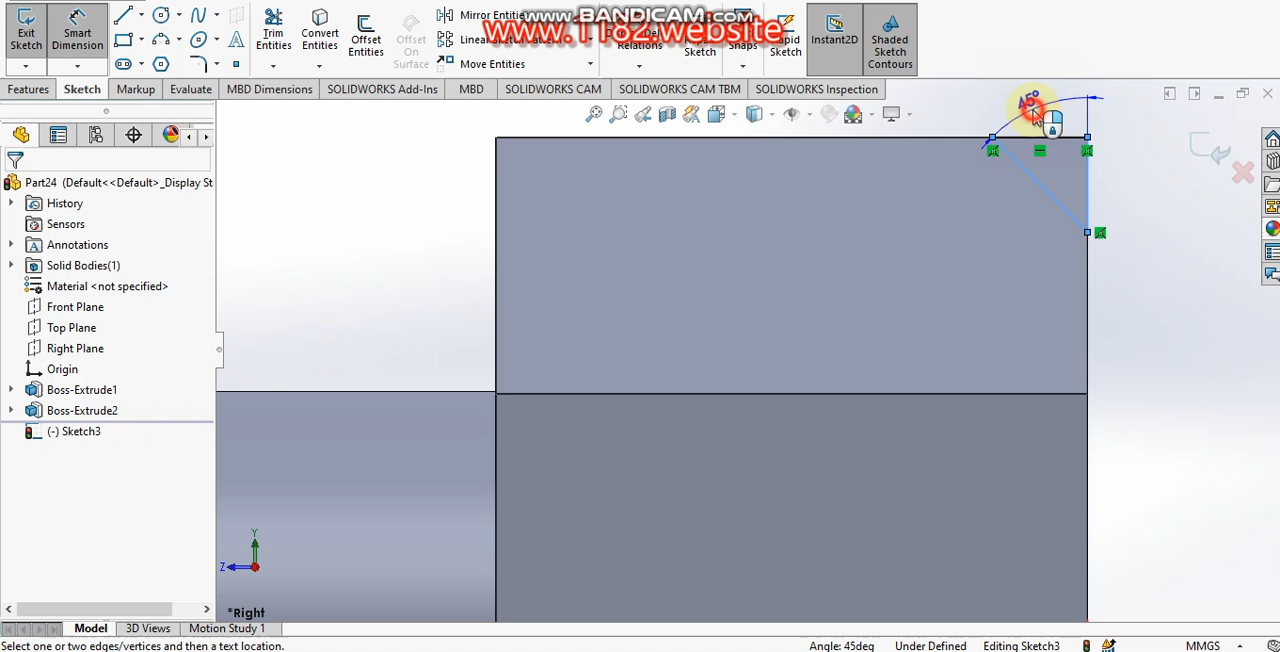 Exit Sketch
Smart Dimension
Trim Entities
Convert Entities
Offset Entities
Offset On Surface
Mirror Entities
Linear Sketch Pattern
Move Entities
Relations
Sketch
Snaps
Rapid Sketch
Instant2D
Shaded Sketch Contours
www.BANDICAM.com
www.1182.website
Features
Sketch
Markup
Evaluate
MBD Dimensions
SOLIDWORKS Add-Ins
MBD
SOLIDWORKS CAM
SOLIDWORKS CAM TBM
SOLIDWORKS Inspection
45°
Part24 (Default<<Default>_Display St
History
Sensors
Annotations
Solid Bodies(1)
Material <not specified>
Front Plane
Top Plane
Right Plane
Origin
Boss-Extrude1
Boss-Extrude2
(-) Sketch3
Y
Z
*Right
Model
3D Views
Motion Study 1
Select one or two edges/vertices and then a text location.
Angle: 45deg
Under Defined
Editing Sketch3
MMGS